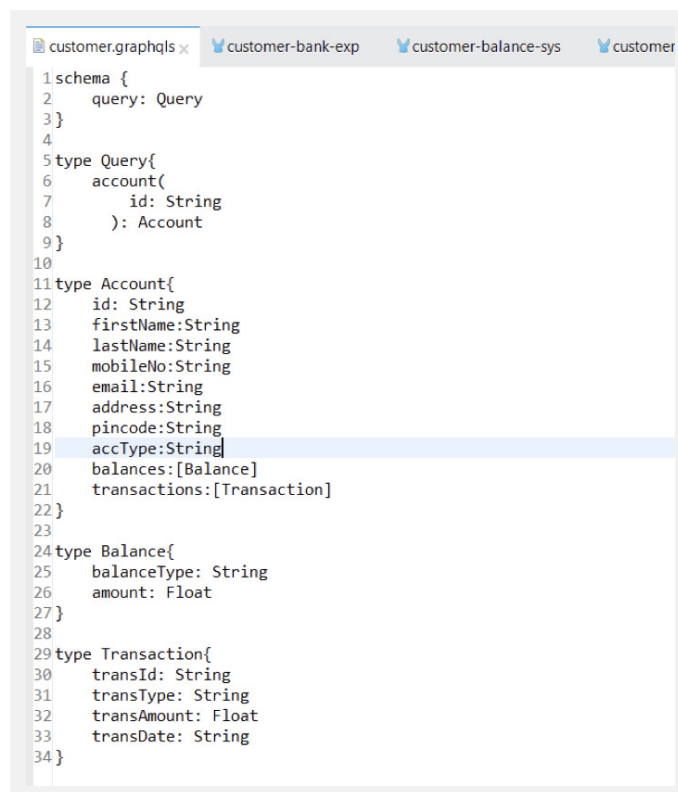 customer.graphqls customer-bank-exp customer-balance-sys customer
1 schema {
2     query: Query
3 }
4
5 type Query{
6     account(
7         id: String
8       ): Account
9 }
10
11 type Account{
12     id: String
13     firstName:String
14     lastName:String
15     mobileNo:String
16     email:String
17     address:String
18     pincode:String
19     accType:String
20     balances:[Balance]
21     transactions:[Transaction]
22 }
23
24 type Balance{
25     balanceType: String
26     amount: Float
27 }
28
29 type Transaction{
30     transId: String
31     transType: String
32     transAmount: Float
33     transDate: String
34 }